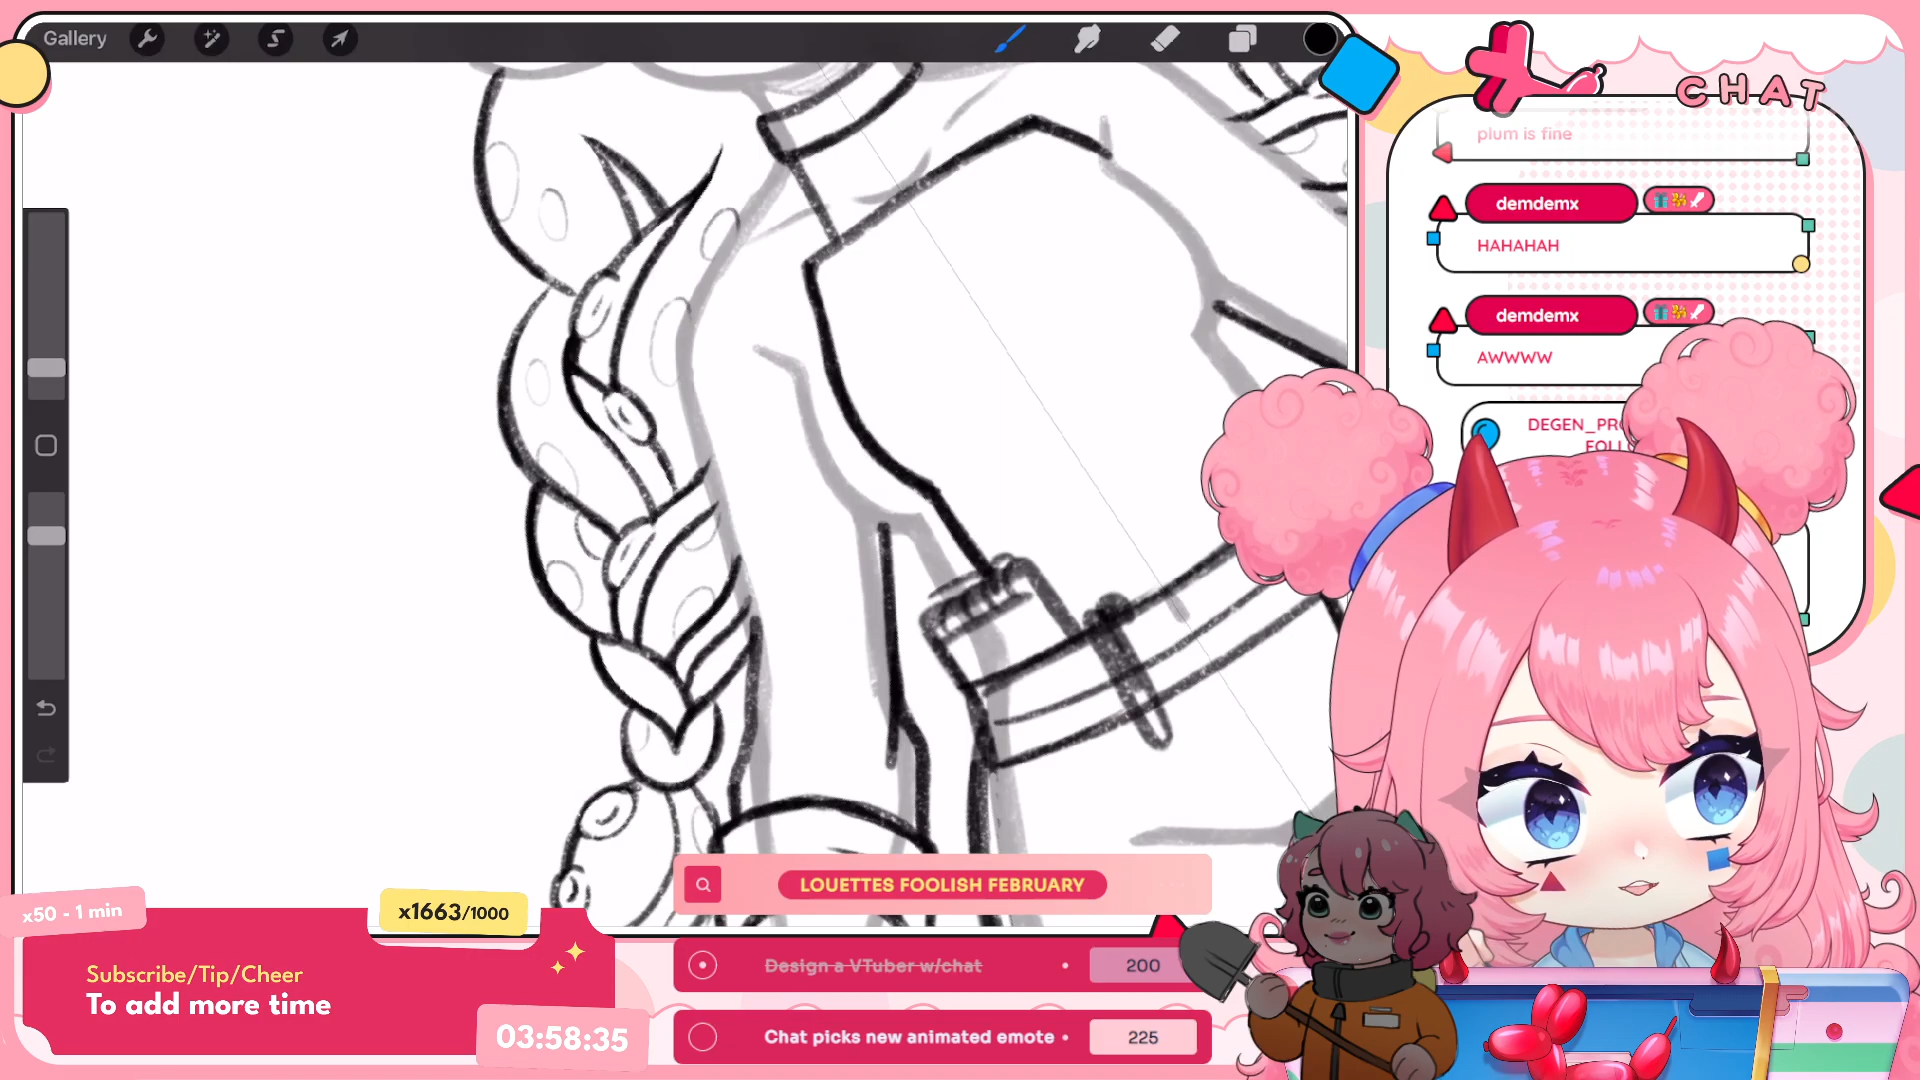 Gallery
CHAT
plum is fine
demdemx
HAHAHAH
demdemx
AWWWW
x50 - 1 min
x1663/1000
Subscribe/Tip/Cheer
To add more time
03:58:35
LOUETTES FOOLISH FEBRUARY
Design a VTuber w/chat • 200
Chat picks new animated emote • 225